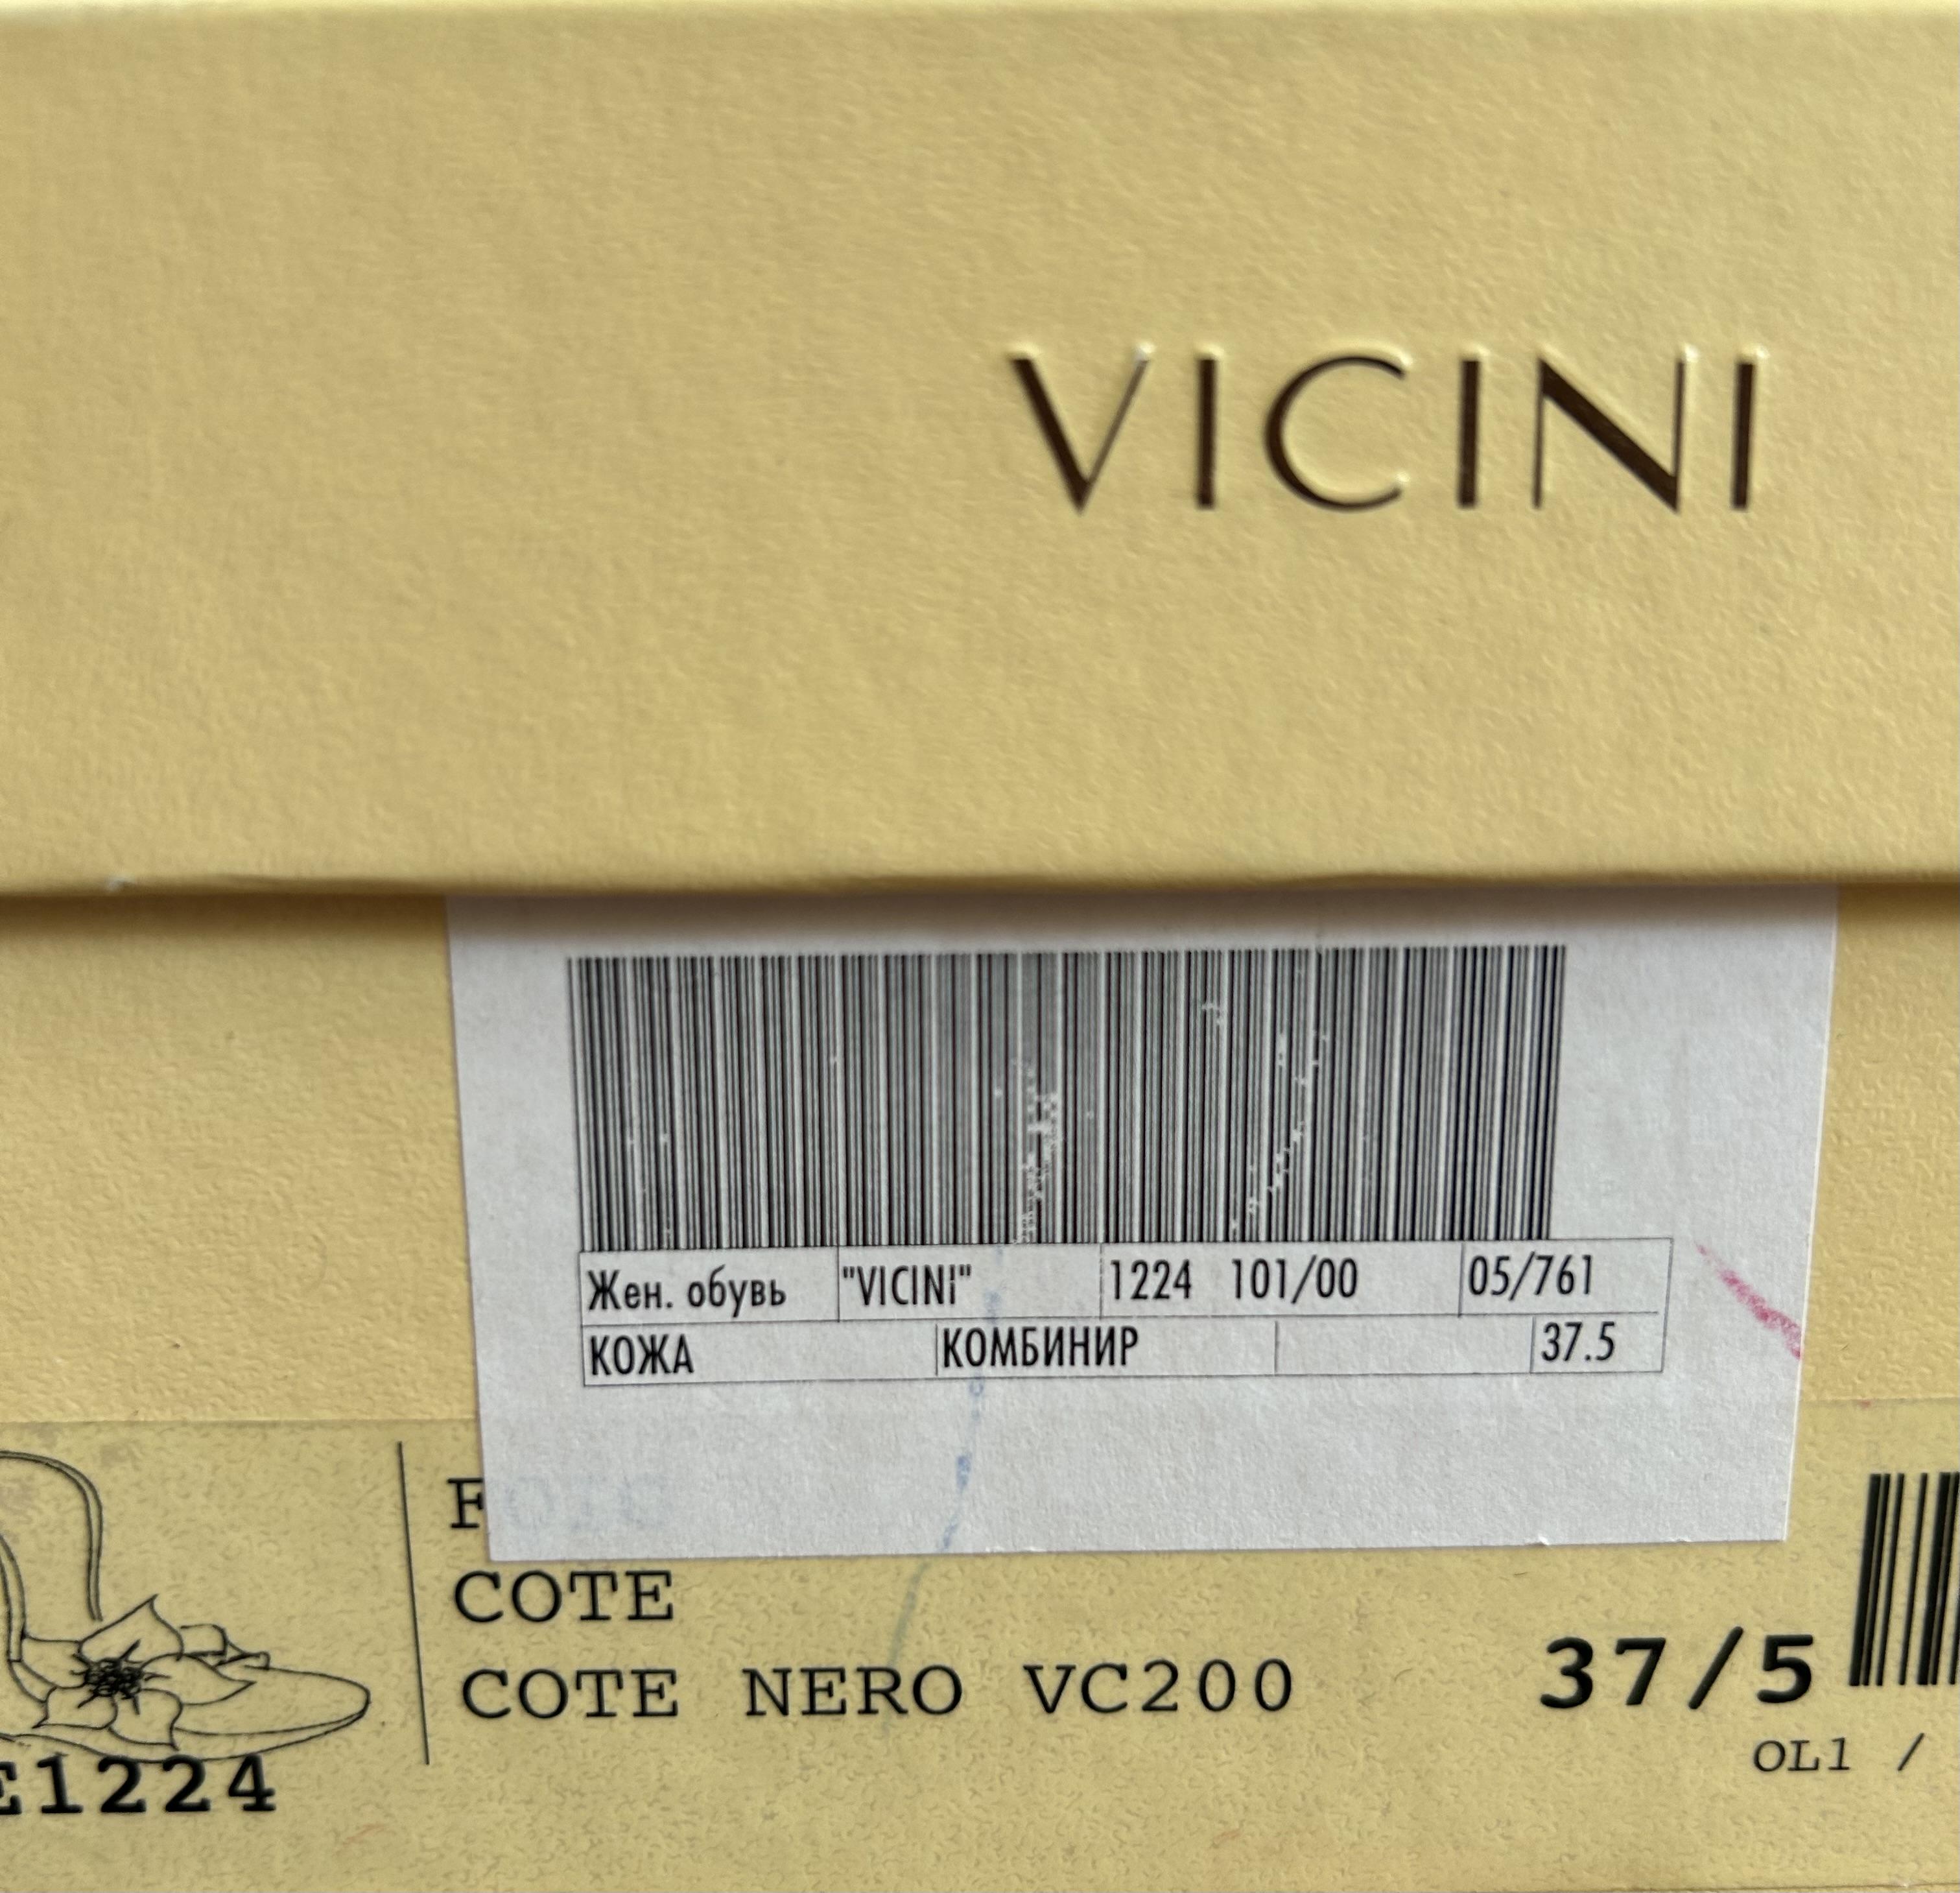 VICINI
Жен. обувь "VICINI" 1224 101/00 05/761
КОЖА КОМБИНИР 37.5
COTE
COTE NERO VC200 37/5
OL1 /
E1224